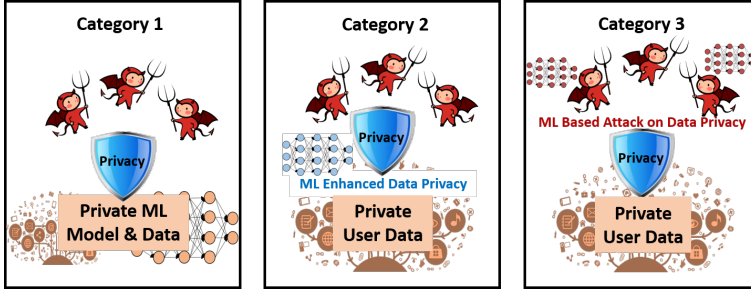 Category 1
Privacy
Private ML
Model & Data
Category 2
Privacy
ML Enhanced Data Privacy
Private
User Data
Category 3
ML Based Attack on Data Privacy
Privacy
Private
User Data